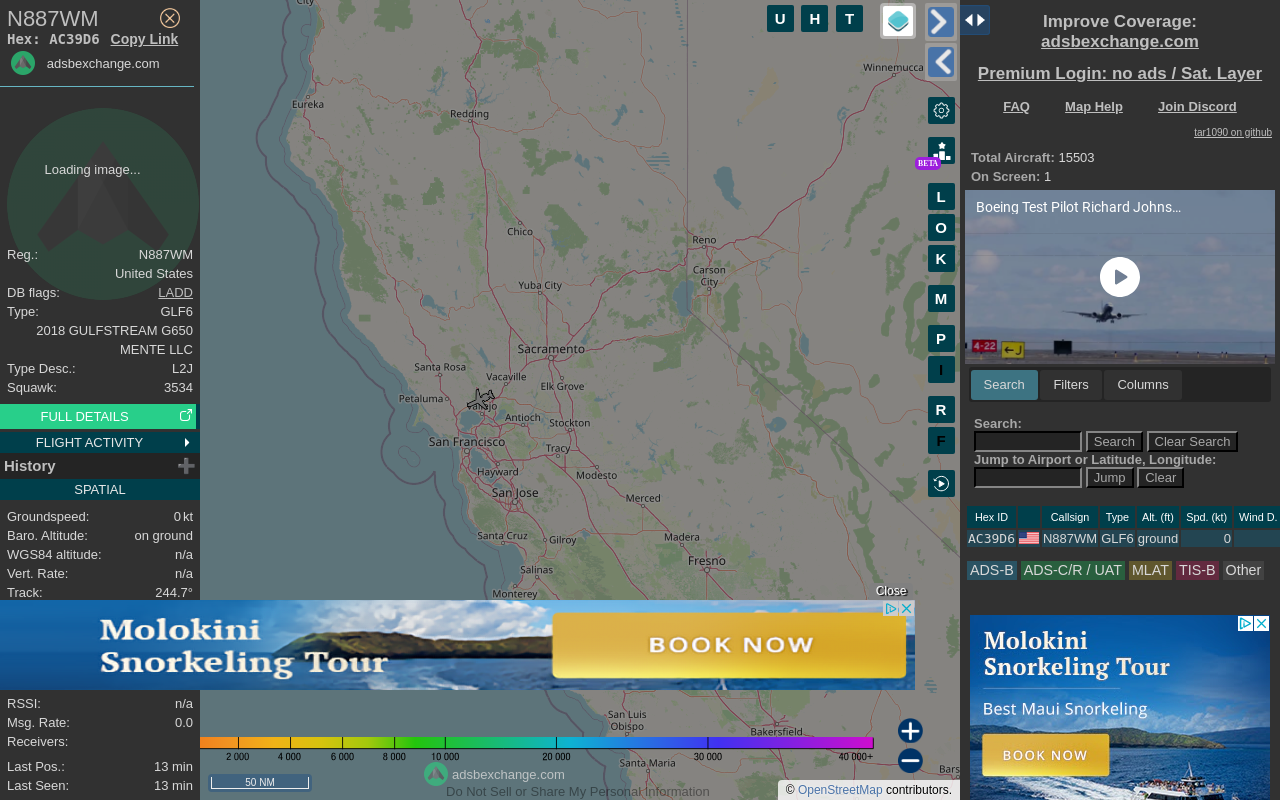 N887WM
Hex: AC39D6 Copy Link
adsbexchange.com
Loading image...
Reg.: N887WM
United States
DB flags: LADD
Type: GLF6
2018 GULFSTREAM G650
MENTE LLC
Type Desc.: L2J
Squawk: 3534
FULL DETAILS
FLIGHT ACTIVITY
History
SPATIAL
Groundspeed: 0 kt
Baro. Altitude: on ground
WGS84 altitude: n/a
Vert. Rate: n/a
Track: 244.7°
RSSI: n/a
Msg. Rate: 0.0
Receivers:
Last Pos.: 13 min
Last Seen: 13 min
City
Winnemucca
Eureka
Redding
Chico
Reno
Carson
City
Yuba City
Sacramento
Santa Rosa
Vacaville
Elk Grove
Petaluma
Vallejo
Antioch
Stockton
San Francisco
Tracy
Hayward
Modesto
San Jose
Merced
Santa Cruz
Gilroy
Madera
Fresno
Salinas
Monterey
San Luis
Obispo
Bakersfield
Santa Maria
Bars
U H T
BETA
L
O
K
M
P
I
R
F
Close
Molokini
Snorkeling Tour
BOOK NOW
2 000 4 000 6 000 8 000 10 000 20 000 30 000 40 000+
50 NM
adsbexchange.com
Do Not Sell or Share My Personal Information
© OpenStreetMap contributors.
Improve Coverage:
adsbexchange.com
Premium Login: no ads / Sat. Layer
FAQ Map Help Join Discord
tar1090 on github
Total Aircraft: 15503
On Screen: 1
Boeing Test Pilot Richard Johns...
4-22
J
Search Filters Columns
Search:
Search Clear Search
Jump to Airport or Latitude, Longitude:
Jump Clear
Hex ID Callsign Type Alt. (ft) Spd. (kt) Wind D.
AC39D6 N887WM GLF6 ground 0
ADS-B ADS-C/R / UAT MLAT TIS-B Other
Molokini
Snorkeling Tour
Best Maui Snorkeling
BOOK NOW